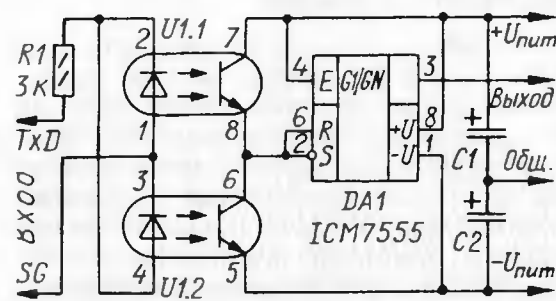 U1.1
2
7
R1
3к
TxD
1
8
4
E
G1/GN
3
+Uпит
Выход
6
R
2
S
+U
8
-U
1
C1
+
ВХОД
3
6
DA1
ICM7555
Общ.
+
C2
SG
4
U1.2
5
-Uпит